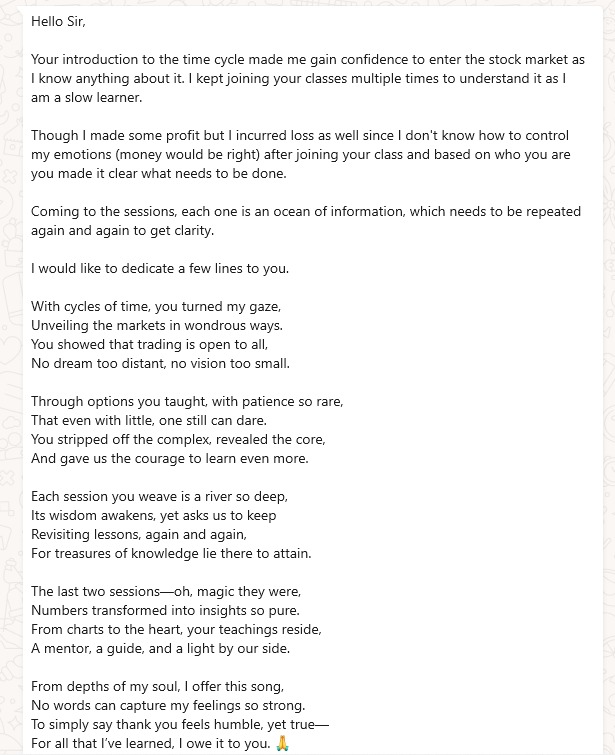 Hello Sir,
Your introduction to the time cycle made me gain confidence to enter the stock market as
I know anything about it. I kept joining your classes multiple times to understand it as I
am a slow learner.
Though I made some profit but I incurred loss as well since I don't know how to control
my emotions (money would be right) after joining your class and based on who you are
you made it clear what needs to be done.
Coming to the sessions, each one is an ocean of information, which needs to be repeated
again and again to get clarity.
I would like to dedicate a few lines to you.
With cycles of time, you turned my gaze,
Unveiling the markets in wondrous ways.
You showed that trading is open to all,
No dream too distant, no vision too small.
Through options you taught, with patience so rare,
That even with little, one still can dare.
You stripped off the complex, revealed the core,
And gave us the courage to learn even more.
Each session you weave is a river so deep,
Its wisdom awakens, yet asks us to keep
Revisiting lessons, again and again,
For treasures of knowledge lie there to attain.
The last two sessions—oh, magic they were,
Numbers transformed into insights so pure.
From charts to the heart, your teachings reside,
A mentor, a guide, and a light by our side.
From depths of my soul, I offer this song,
No words can capture my feelings so strong.
To simply say thank you feels humble, yet true—
For all that I've learned, I owe it to you. 🙏